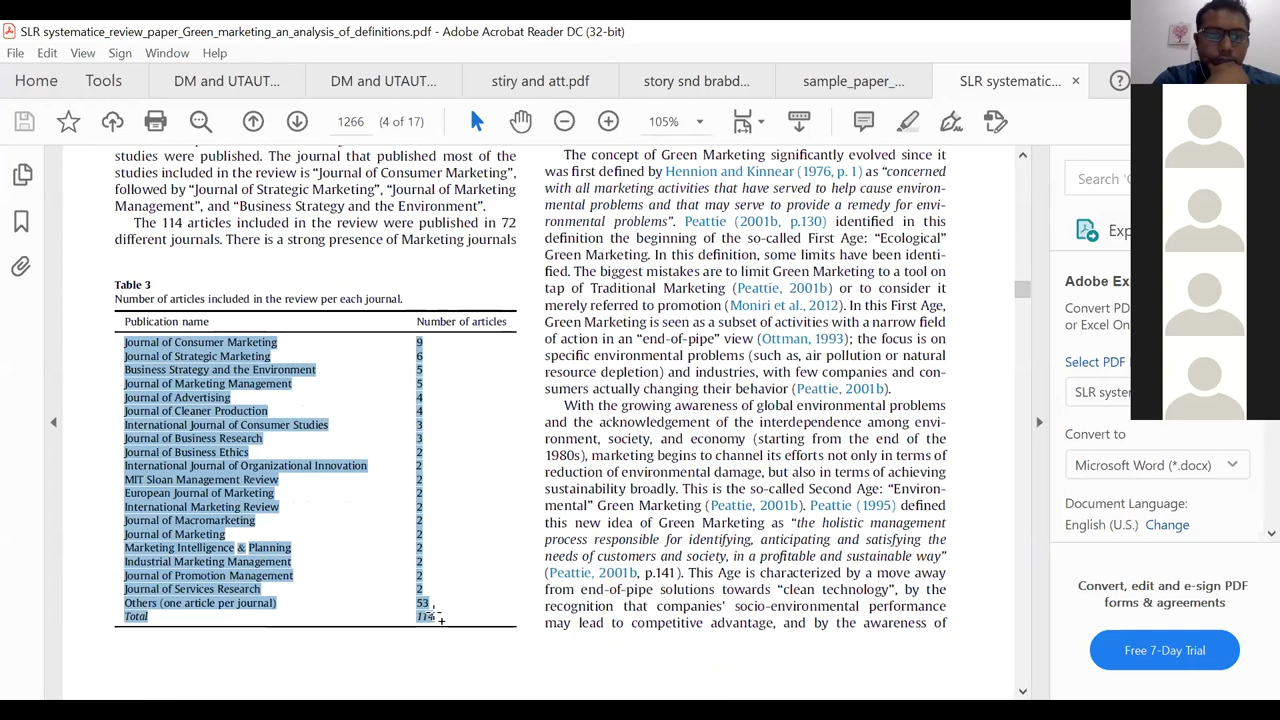 SLR systematice_review_paper_Green_marketing_an_analysis_of_definitions.pdf - Adobe Acrobat Reader DC (32-bit)
File Edit View Sign Window Help
Home Tools DM and UTAUT... DM and UTAUT... stiry and att.pdf story snd brabd... sample_paper_... SLR systematic... ×
1266 (4 of 17) 105%
studies were published. The journal that published most of the
studies included in the review is “Journal of Consumer Marketing”,
followed by “Journal of Strategic Marketing”, “Journal of Marketing
Management”, and “Business Strategy and the Environment”.
The 114 articles included in the review were published in 72
different journals. There is a strong presence of Marketing journals
Table 3
Number of articles included in the review per each journal.
Publication name Number of articles
Journal of Consumer Marketing 9
Journal of Strategic Marketing 6
Business Strategy and the Environment 5
Journal of Marketing Management 5
Journal of Advertising 4
Journal of Cleaner Production 4
International Journal of Consumer Studies 3
Journal of Business Research 3
Journal of Business Ethics 2
International Journal of Organizational Innovation 2
MIT Sloan Management Review 2
European Journal of Marketing 2
International Marketing Review 2
Journal of Macromarketing 2
Journal of Marketing 2
Marketing Intelligence & Planning 2
Industrial Marketing Management 2
Journal of Promotion Management 2
Journal of Services Research 2
Others (one article per journal) 53
Total 114
The concept of Green Marketing significantly evolved since it
was first defined by Hennion and Kinnear (1976, p. 1) as “concerned
with all marketing activities that have served to help cause environ-
mental problems and that may serve to provide a remedy for envi-
ronmental problems”. Peattie (2001b, p.130) identified in this
definition the beginning of the so-called First Age: “Ecological”
Green Marketing. In this definition, some limits have been identi-
fied. The biggest mistakes are to limit Green Marketing to a tool on
tap of Traditional Marketing (Peattie, 2001b) or to consider it
merely referred to promotion (Moniri et al., 2012). In this First Age,
Green Marketing is seen as a subset of activities with a narrow field
of action in an “end-of-pipe” view (Ottman, 1993); the focus is on
specific environmental problems (such as, air pollution or natural
resource depletion) and industries, with few companies and con-
sumers actually changing their behavior (Peattie, 2001b).
With the growing awareness of global environmental problems
and the acknowledgement of the interdependence among envi-
ronment, society, and economy (starting from the end of the
1980s), marketing begins to channel its efforts not only in terms of
reduction of environmental damage, but also in terms of achieving
sustainability broadly. This is the so-called Second Age: “Environ-
mental” Green Marketing (Peattie, 2001b). Peattie (1995) defined
this new idea of Green Marketing as “the holistic management
process responsible for identifying, anticipating and satisfying the
needs of customers and society, in a profitable and sustainable way”
(Peattie, 2001b, p.141). This Age is characterized by a move away
from end-of-pipe solutions towards “clean technology”, by the
recognition that companies' socio-environmental performance
may lead to competitive advantage, and by the awareness of
Search '
Exp
Adobe Ex
Convert PD
or Excel On
Select PDF
SLR syster
Convert to
Microsoft Word (*.docx)
Document Language:
English (U.S.) Change
Convert, edit and e-sign PDF
forms & agreements
Free 7-Day Trial